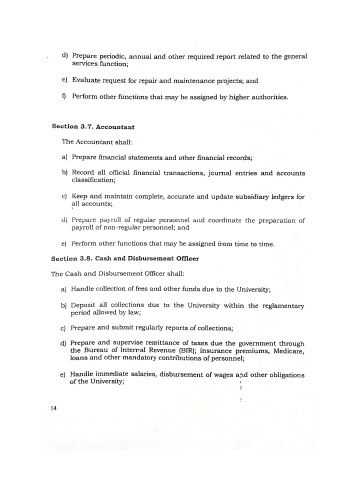 d) Prepare periodic, annual and other required report related to the general
services function;
e) Evaluate request for repair and maintenance projects; and
f) Perform other functions that may be assigned by higher authorities.
Section 3.7. Accountant
The Accountant shall:
a) Prepare financial statements and other financial records;
b) Record all official financial transactions, journal entries and accounts
classification;
c) Keep and maintain complete, accurate and update subsidiary ledgers for
all accounts;
d) Prepare payroll of regular personnel and coordinate the preparation of
payroll of non-regular personnel; and
e) Perform other functions that may be assigned from time to time.
Section 3.8. Cash and Disbursement Officer
The Cash and Disbursement Officer shall:
a) Handle collection of fees and other funds due to the University;
b) Deposit all collections due to the University within the reglamentary
period allowed by law;
c) Prepare and submit regularly reports of collections;
d) Prepare and supervise remittance of taxes due the government through
the Bureau of Internal Revenue (BIR); insurance premiums, Medicare,
loans and other mandatory contributions of personnel;
e) Handle immediate salaries, disbursement of wages and other obligations
of the University;
14